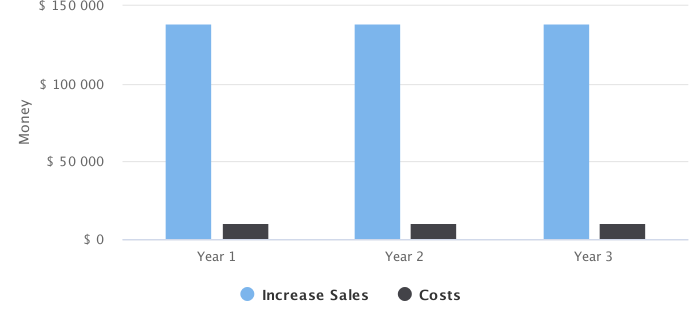 $ 150 000
$ 100 000
Money
$ 50 000
$ 0
Year 1 Year 2 Year 3
Increase Sales Costs